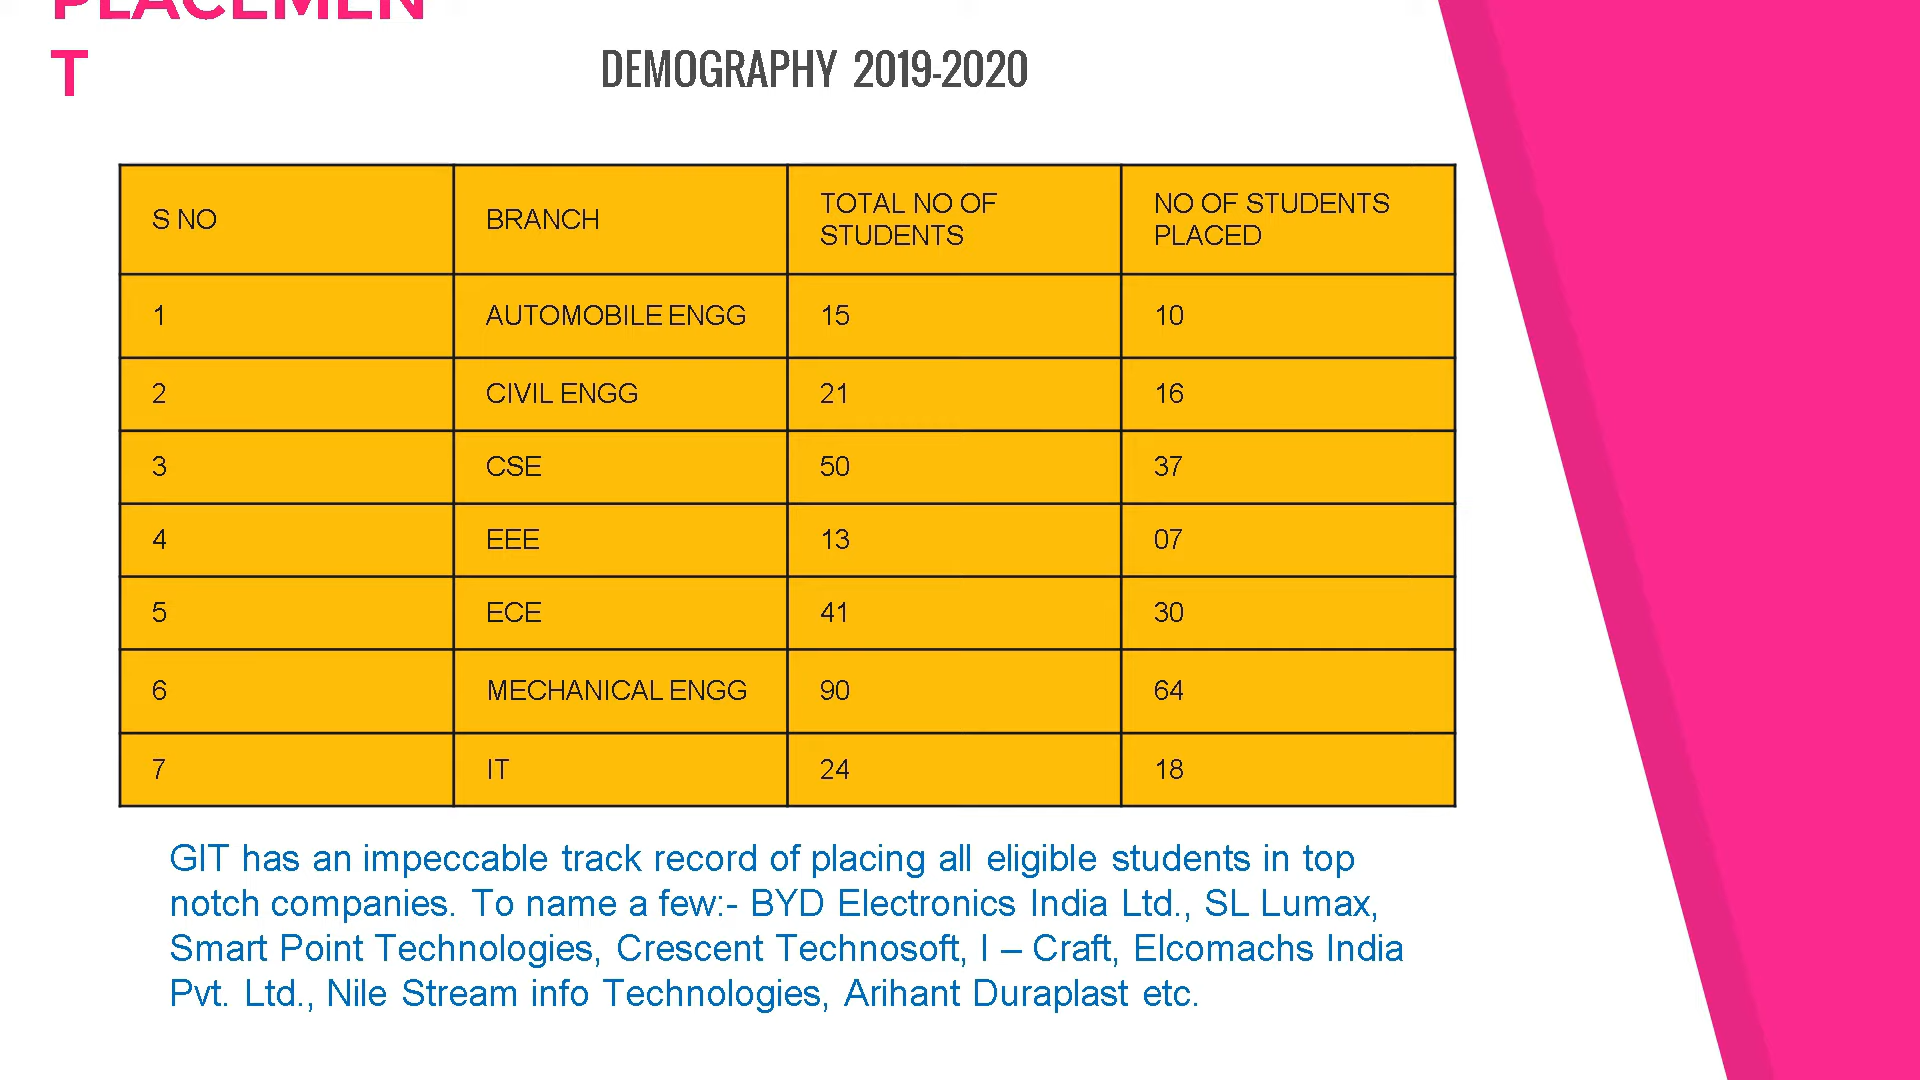 PLACEMEN
T
DEMOGRAPHY 2019-2020
S NO BRANCH TOTAL NO OF STUDENTS NO OF STUDENTS PLACED
1 AUTOMOBILE ENGG 15 10
2 CIVIL ENGG 21 16
3 CSE 50 37
4 EEE 13 07
5 ECE 41 30
6 MECHANICAL ENGG 90 64
7 IT 24 18
GIT has an impeccable track record of placing all eligible students in top
notch companies. To name a few:- BYD Electronics India Ltd., SL Lumax,
Smart Point Technologies, Crescent Technosoft, I – Craft, Elcomachs India
Pvt. Ltd., Nile Stream info Technologies, Arihant Duraplast etc.